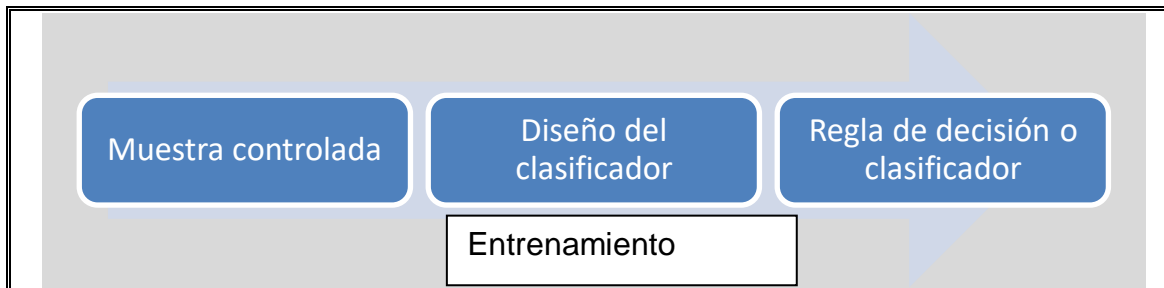 Muestra controlada
Diseño del
clasificador
Regla de decisión o
clasificador
Entrenamiento